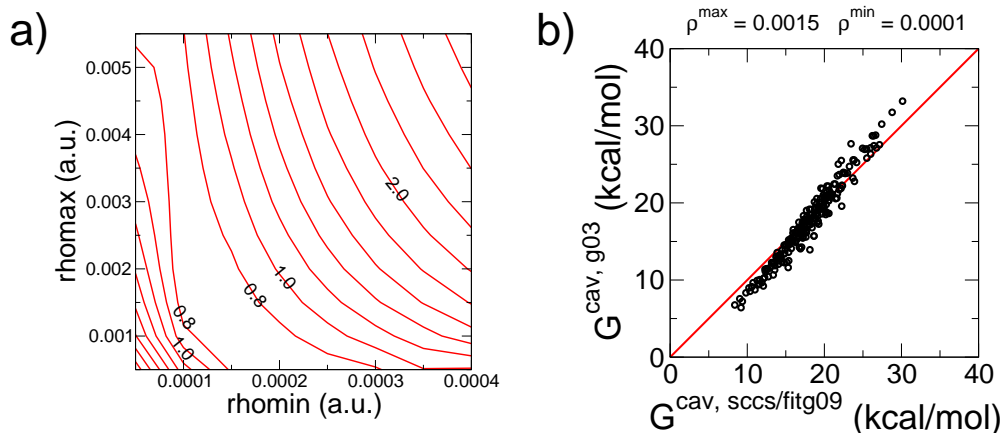 a)
rhomax (a.u.)
0.005
0.004
0.003
0.002
0.001
2.0
1.0
0.8
0.8
1.0
0.0001
0.0002
0.0003
0.0004
rhomin (a.u.)
b)
ρmax = 0.0015 ρmin = 0.0001
Gcav, g03 (kcal/mol)
40
30
20
10
0
0 10 20 30 40
Gcav, sccs/fitg09 (kcal/mol)